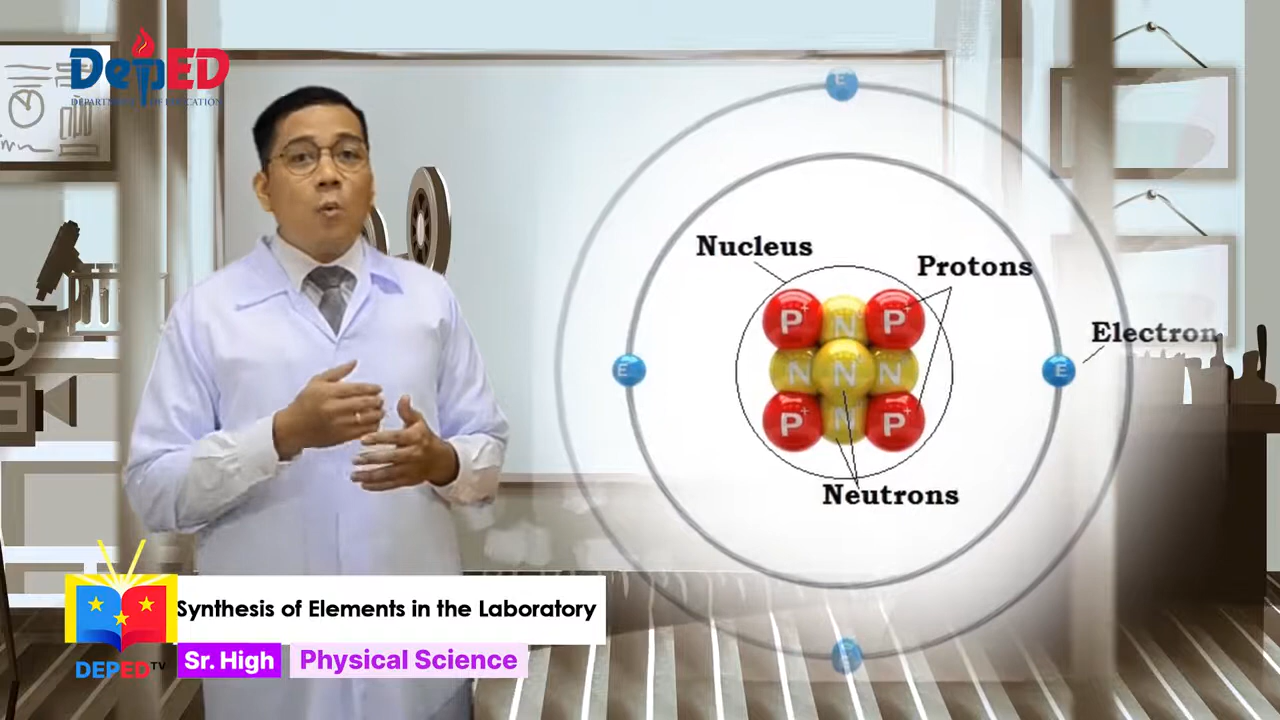 DepED
DEPARTMENT OF EDUCATION
E
Nucleus
Protons
P+ N P+
Electron
E N N N E
P+ N P+
Neutrons
E
Synthesis of Elements in the Laboratory
DEPED TV
Sr. High
Physical Science